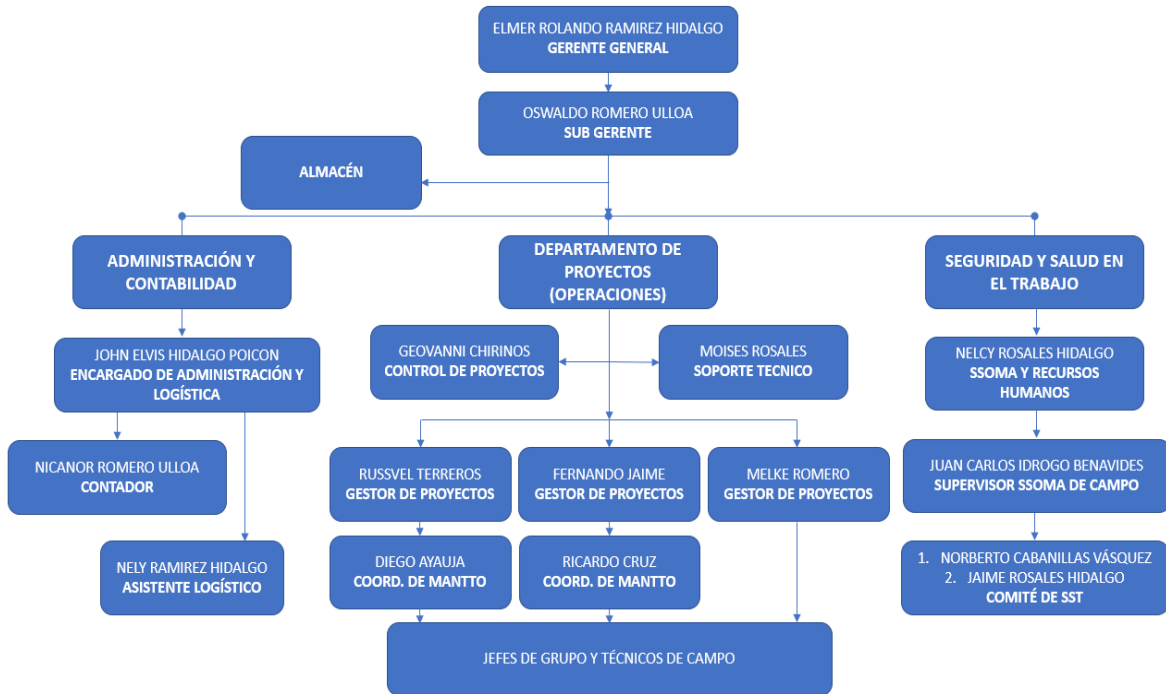 ELMER ROLANDO RAMIREZ HIDALGO
GERENTE GENERAL
OSWALDO ROMERO ULLOA
SUB GERENTE
ALMACÉN
ADMINISTRACIÓN Y
CONTABILIDAD
DEPARTAMENTO DE
PROYECTOS
(OPERACIONES)
SEGURIDAD Y SALUD EN
EL TRABAJO
JOHN ELVIS HIDALGO POICON
ENCARGADO DE ADMINISTRACIÓN Y
LOGÍSTICA
GEOVANNI CHIRINOS
CONTROL DE PROYECTOS
MOISES ROSALES
SOPORTE TECNICO
NELCY ROSALES HIDALGO
SSOMA Y RECURSOS
HUMANOS
NICANOR ROMERO ULLOA
CONTADOR
RUSSVEL TERREROS
GESTOR DE PROYECTOS
FERNANDO JAIME
GESTOR DE PROYECTOS
MELKE ROMERO
GESTOR DE PROYECTOS
JUAN CARLOS IDROGO BENAVIDES
SUPERVISOR SSOMA DE CAMPO
NELY RAMIREZ HIDALGO
ASISTENTE LOGÍSTICO
DIEGO AYAUJA
COORD. DE MANTTO
RICARDO CRUZ
COORD. DE MANTTO
1. NORBERTO CABANILLAS VÁSQUEZ
2. JAIME ROSALES HIDALGO
COMITÉ DE SST
JEFES DE GRUPO Y TÉCNICOS DE CAMPO